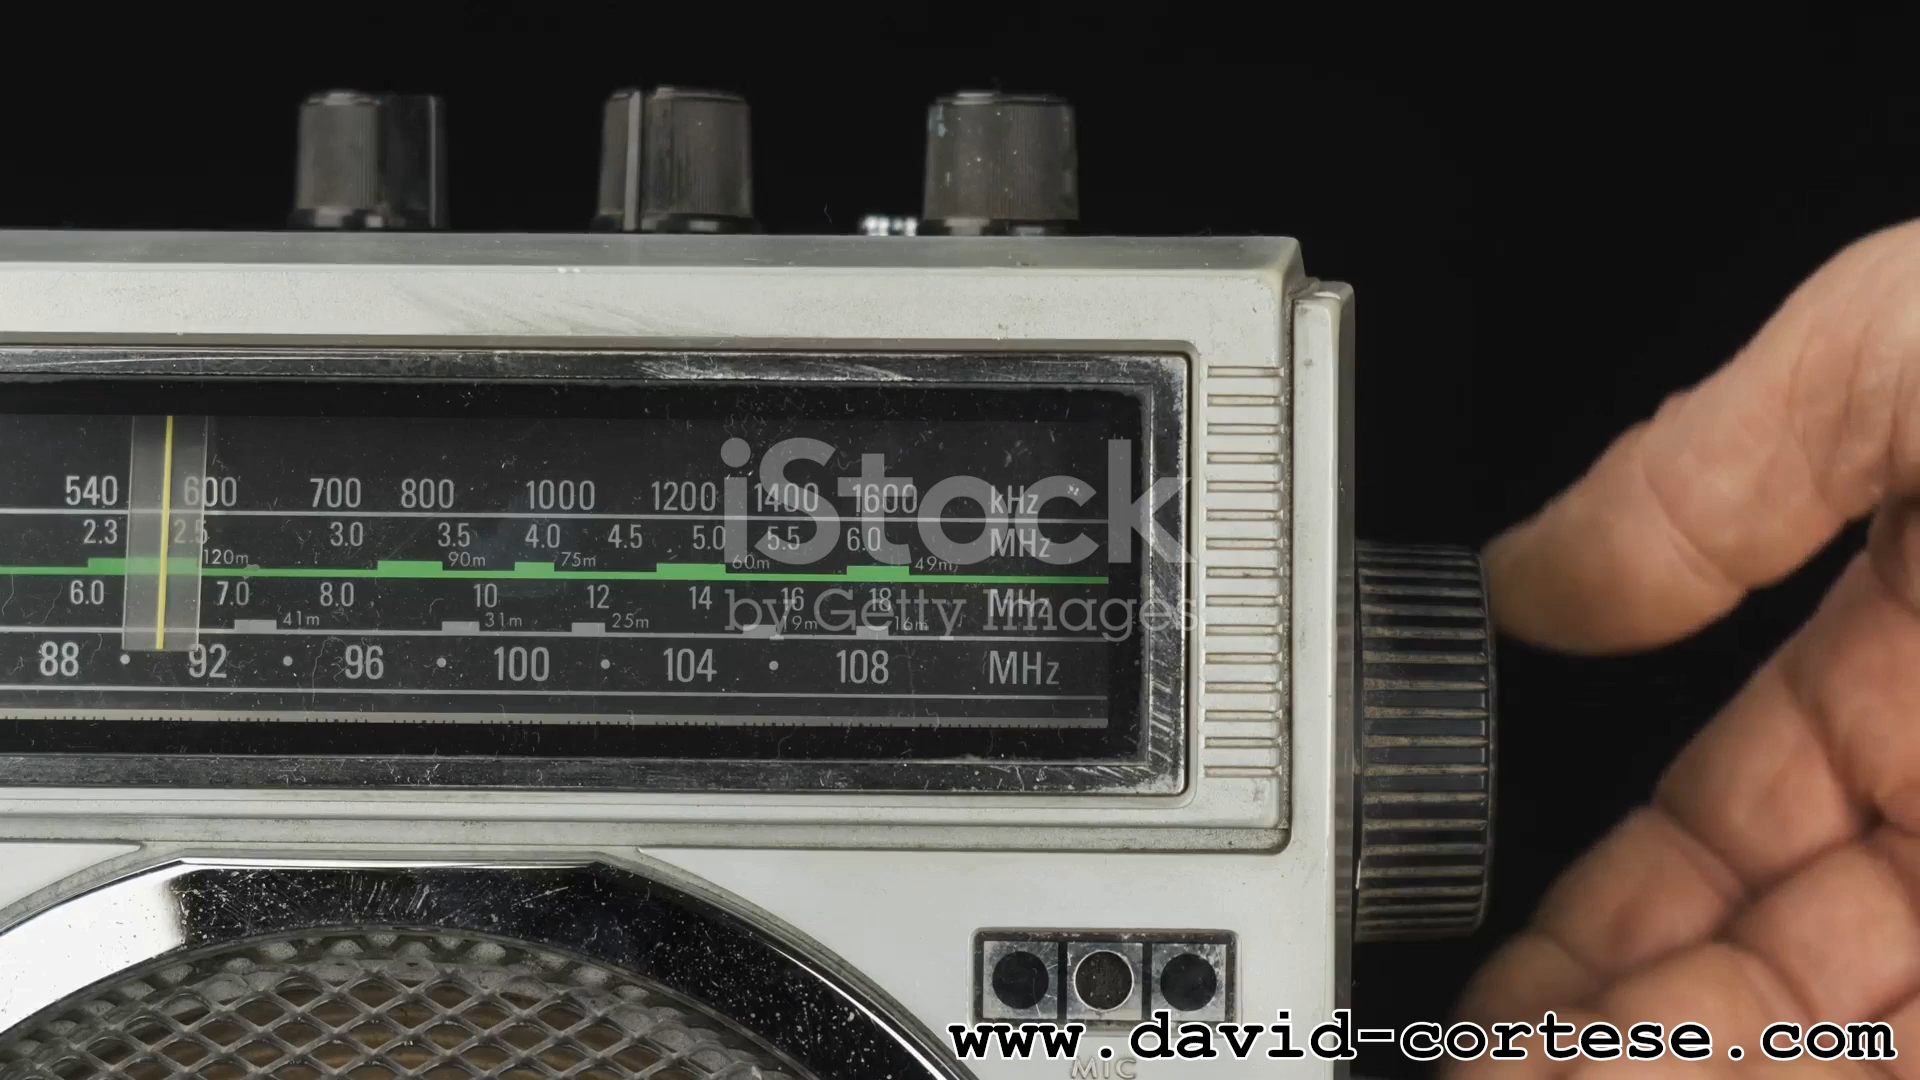 540 600 700 800 1000 1200 1400 1600 kHz
2.3 2.5 3.0 3.5 4.0 4.5 5.0 5.5 6.0 MHz
120m 90m 75m 60m 49m
6.0 7.0 8.0 10 12 14 16 18 MHz
41m 31m 25m 19m 16m
88 • 92 • 96 • 100 • 104 • 108 MHz
iStock
by Getty Images
MIC
www.david-cortese.com